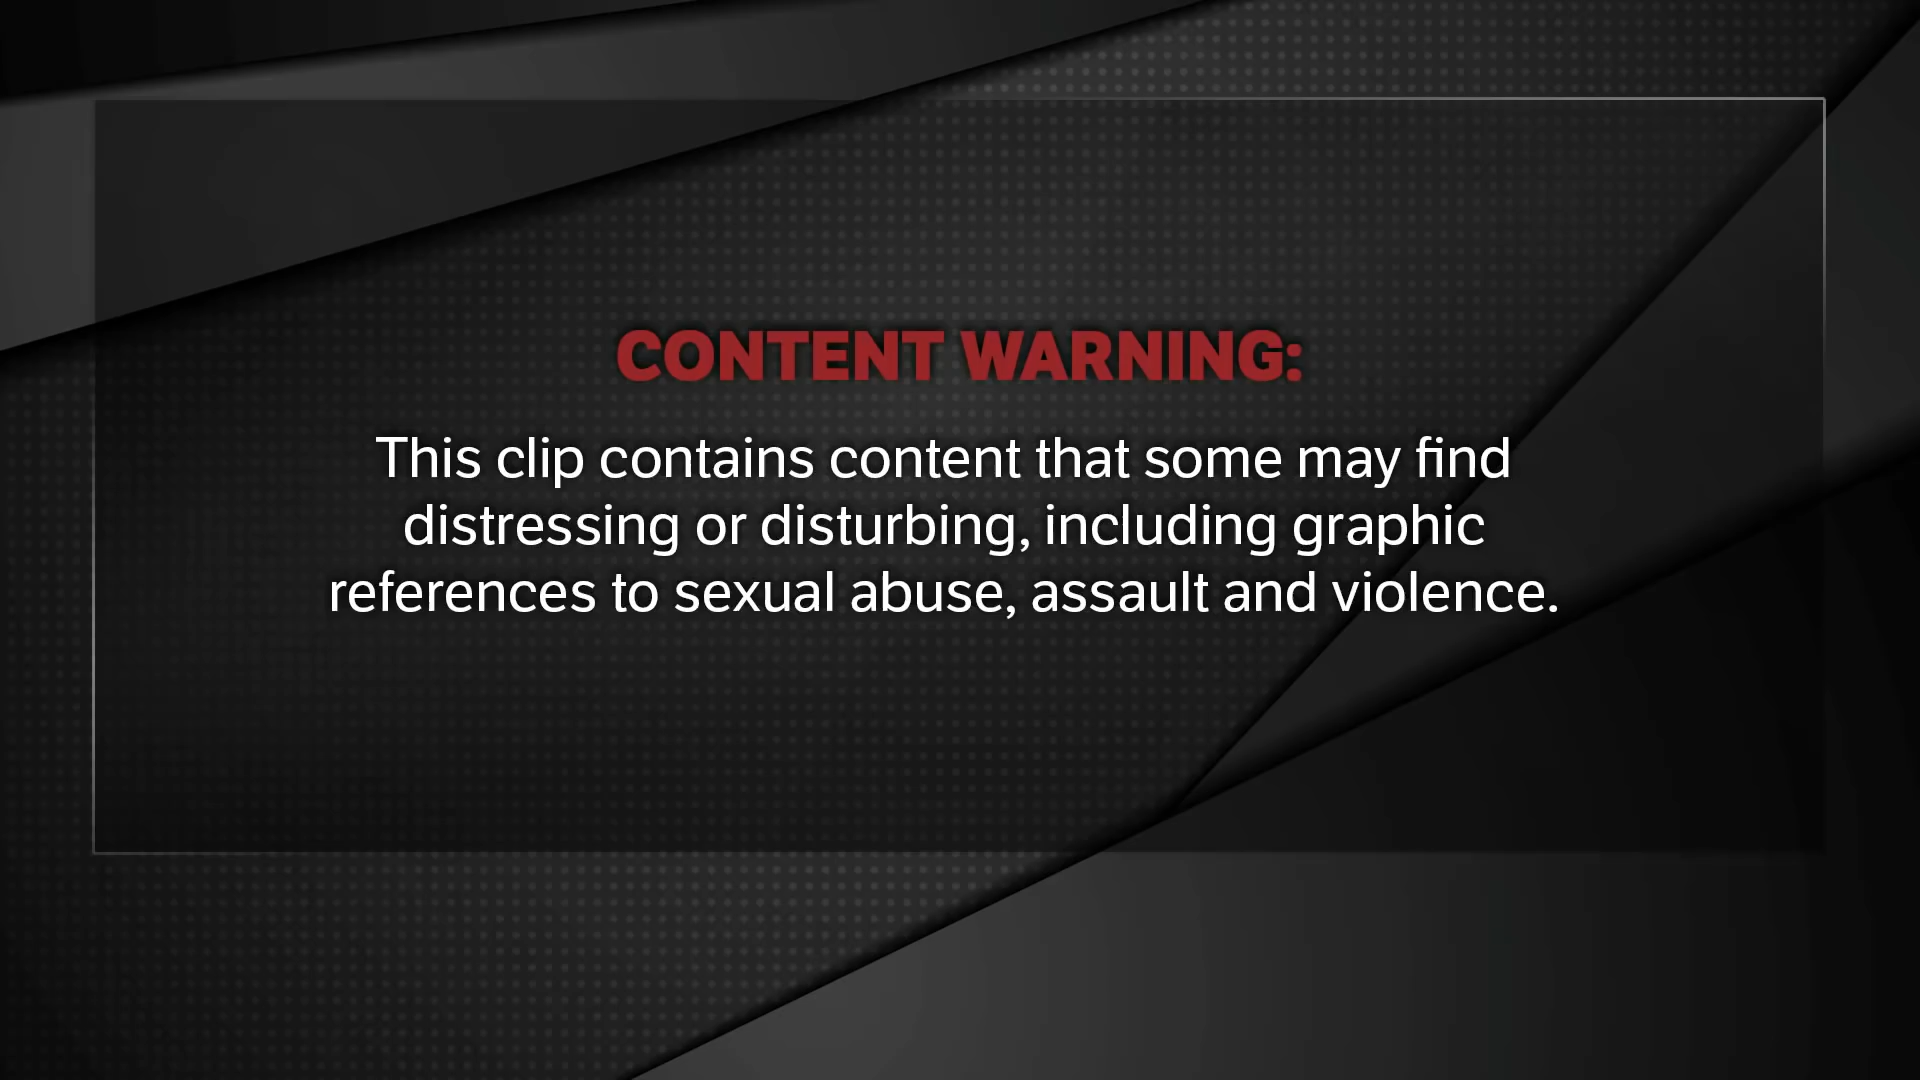 CONTENT WARNING:
This clip contains content that some may find
distressing or disturbing, including graphic
references to sexual abuse, assault and violence.